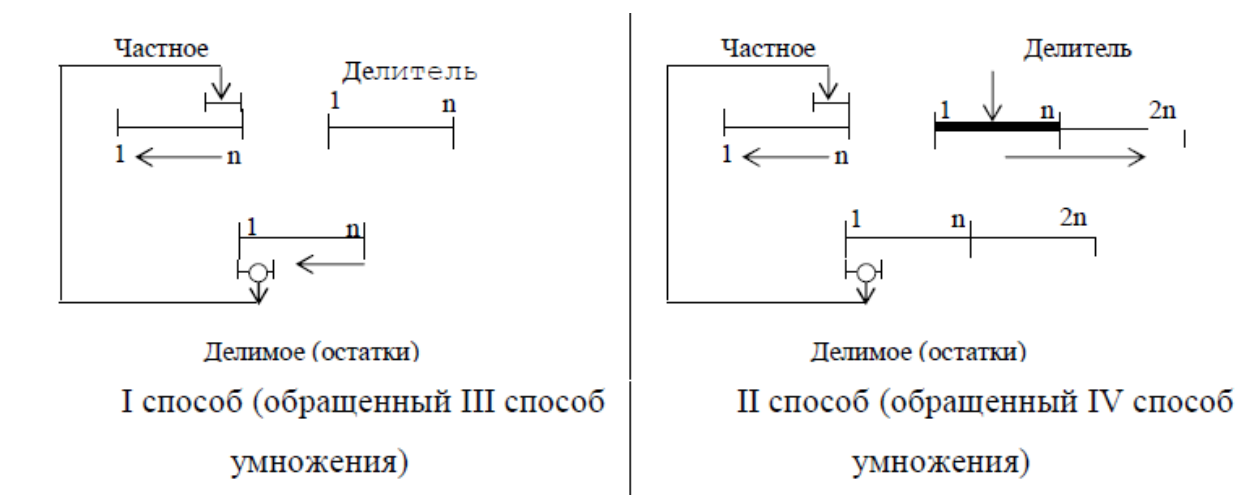 Частное
Делитель
1 n
1 n
1 n
Делимое (остатки)
I способ (обращенный III способ
умножения)
Частное
Делитель
1 n 2n
1 n
1 n 2n
Делимое (остатки)
II способ (обращенный IV способ
умножения)